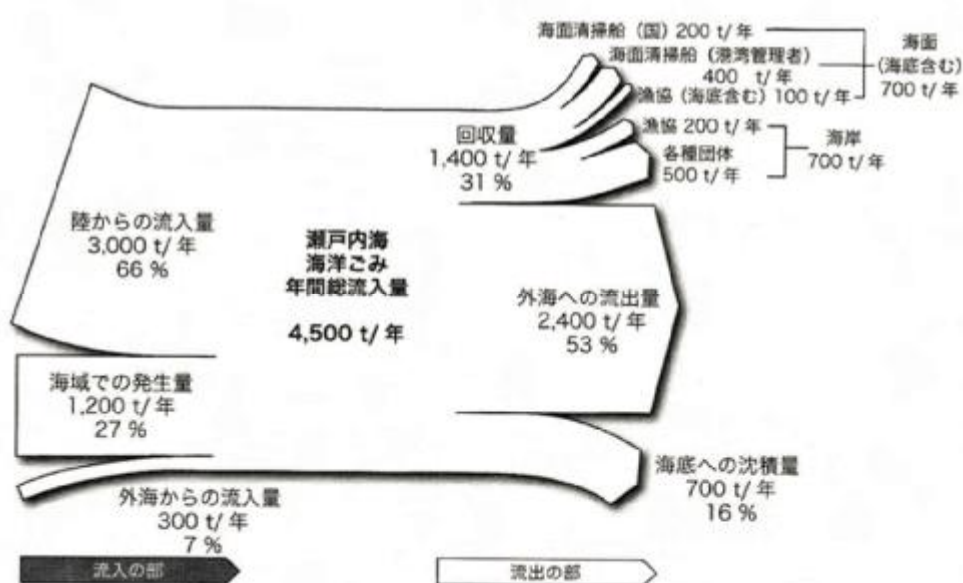 海面清掃船（国）200 t/年
海面清掃船（港湾管理者）
400 t/年
漁協（海底含む）100 t/年
海面
(海底含む)
700 t/年
漁協 200 t/年
各種団体
500 t/年
海岸
700 t/年
回収量
1,400 t/年
31 %
陸からの流入量
3,000 t/年
66 %
瀬戸内海
海洋ごみ
年間総流入量
4,500 t/年
外海への流出量
2,400 t/年
53 %
海域での発生量
1,200 t/年
27 %
外海からの流入量
300 t/年
7 %
海底への沈積量
700 t/年
16 %
流入の部
流出の部